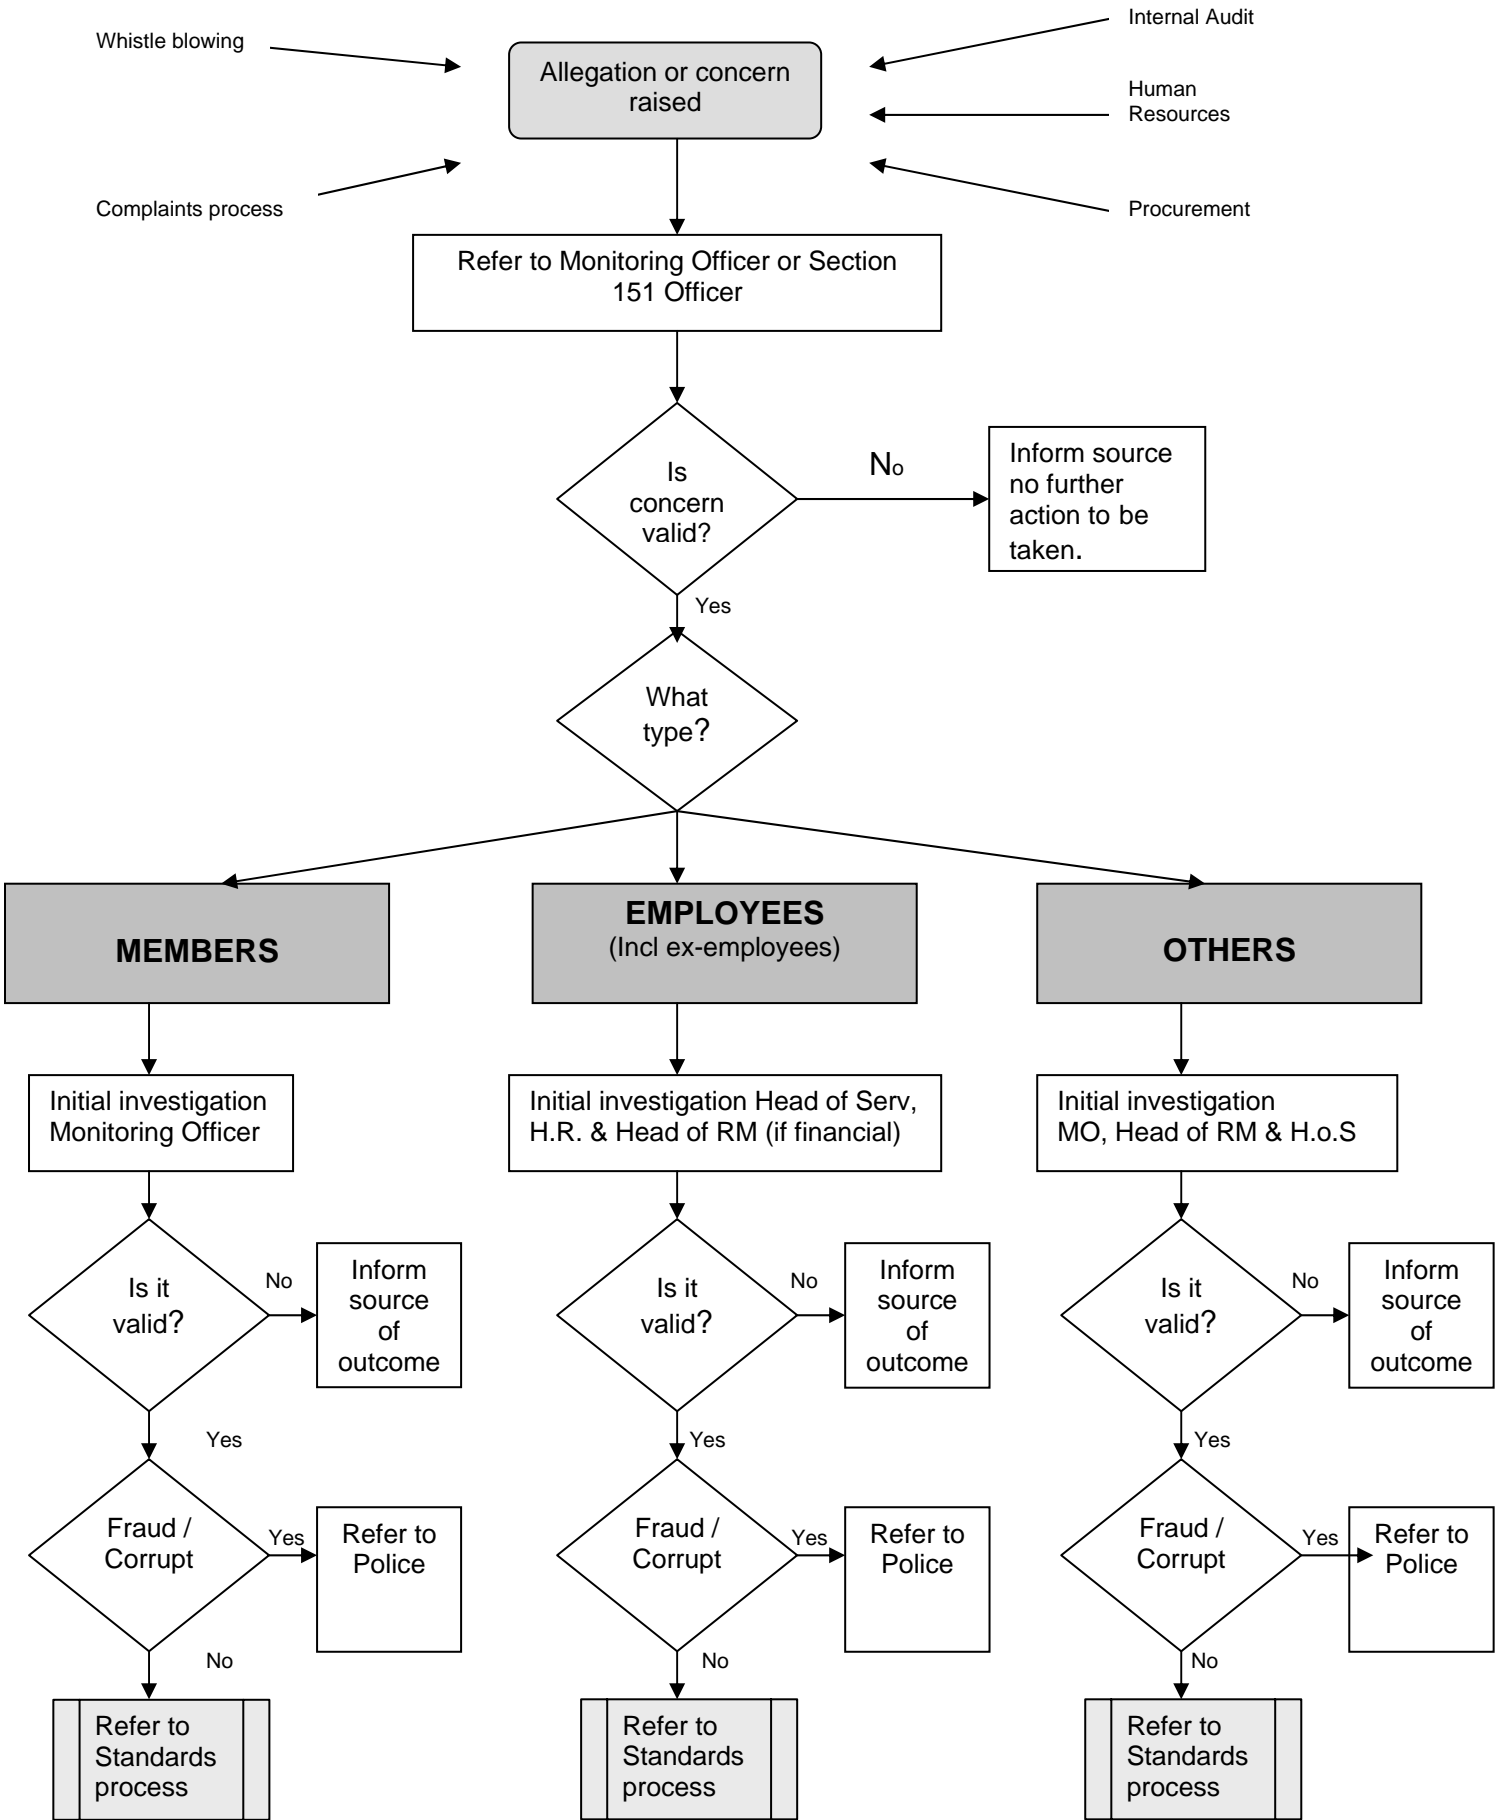 Internal Audit
Whistle blowing
Allegation or concern
raised
Human
Resources
Complaints process
Procurement
Refer to Monitoring Officer or Section
151 Officer
Is
concern
valid?
No
Inform source
no further
action to be
taken.
Yes
What
type?
MEMBERS
EMPLOYEES
(Incl ex-employees)
OTHERS
Initial investigation
Monitoring Officer
Initial investigation Head of Serv,
H.R. & Head of RM (if financial)
Initial investigation
MO, Head of RM & H.o.S
Is it
valid?
No
Inform
source
of
outcome
Is it
valid?
No
Inform
source
of
outcome
Is it
valid?
No
Inform
source
of
outcome
Yes
Yes
Yes
Fraud /
Corrupt
Yes
Refer to
Police
Fraud /
Corrupt
Yes
Refer to
Police
Fraud /
Corrupt
Yes
Refer to
Police
No
No
No
Refer to
Standards
process
Refer to
Standards
process
Refer to
Standards
process